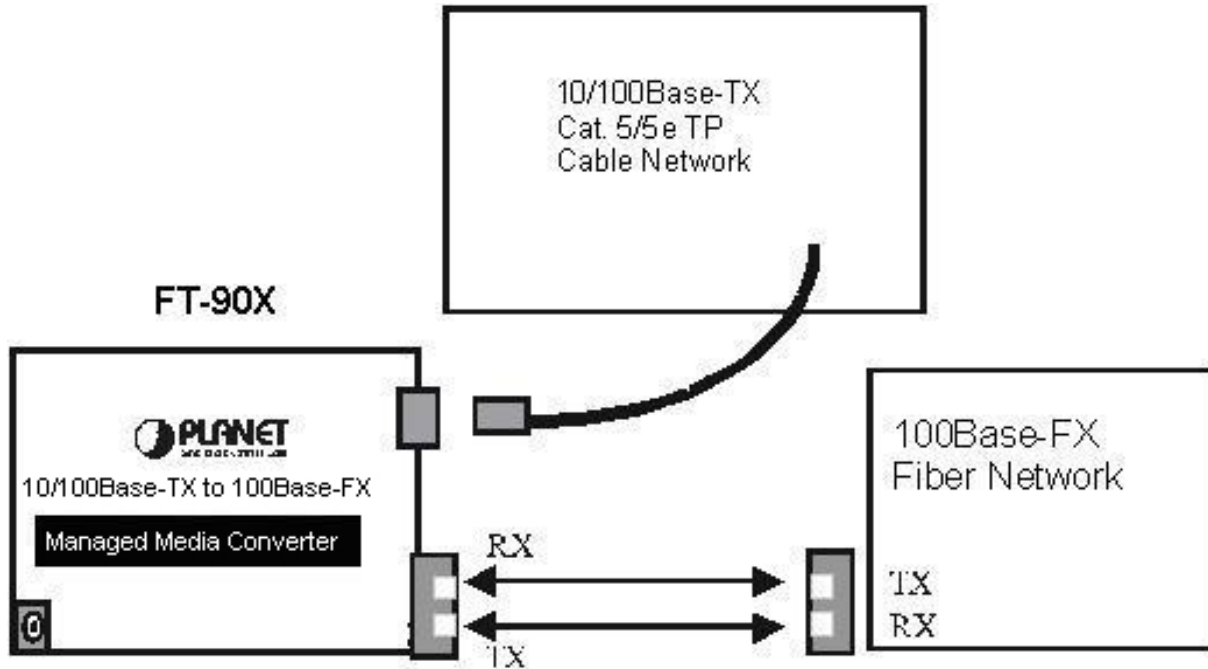 10/100Base-TX
Cat. 5/5e TP
Cable Network
FT-90X
PLANET
10/100Base-TX to 100Base-FX
Managed Media Converter
100Base-FX
Fiber Network
RX
TX
TX
RX